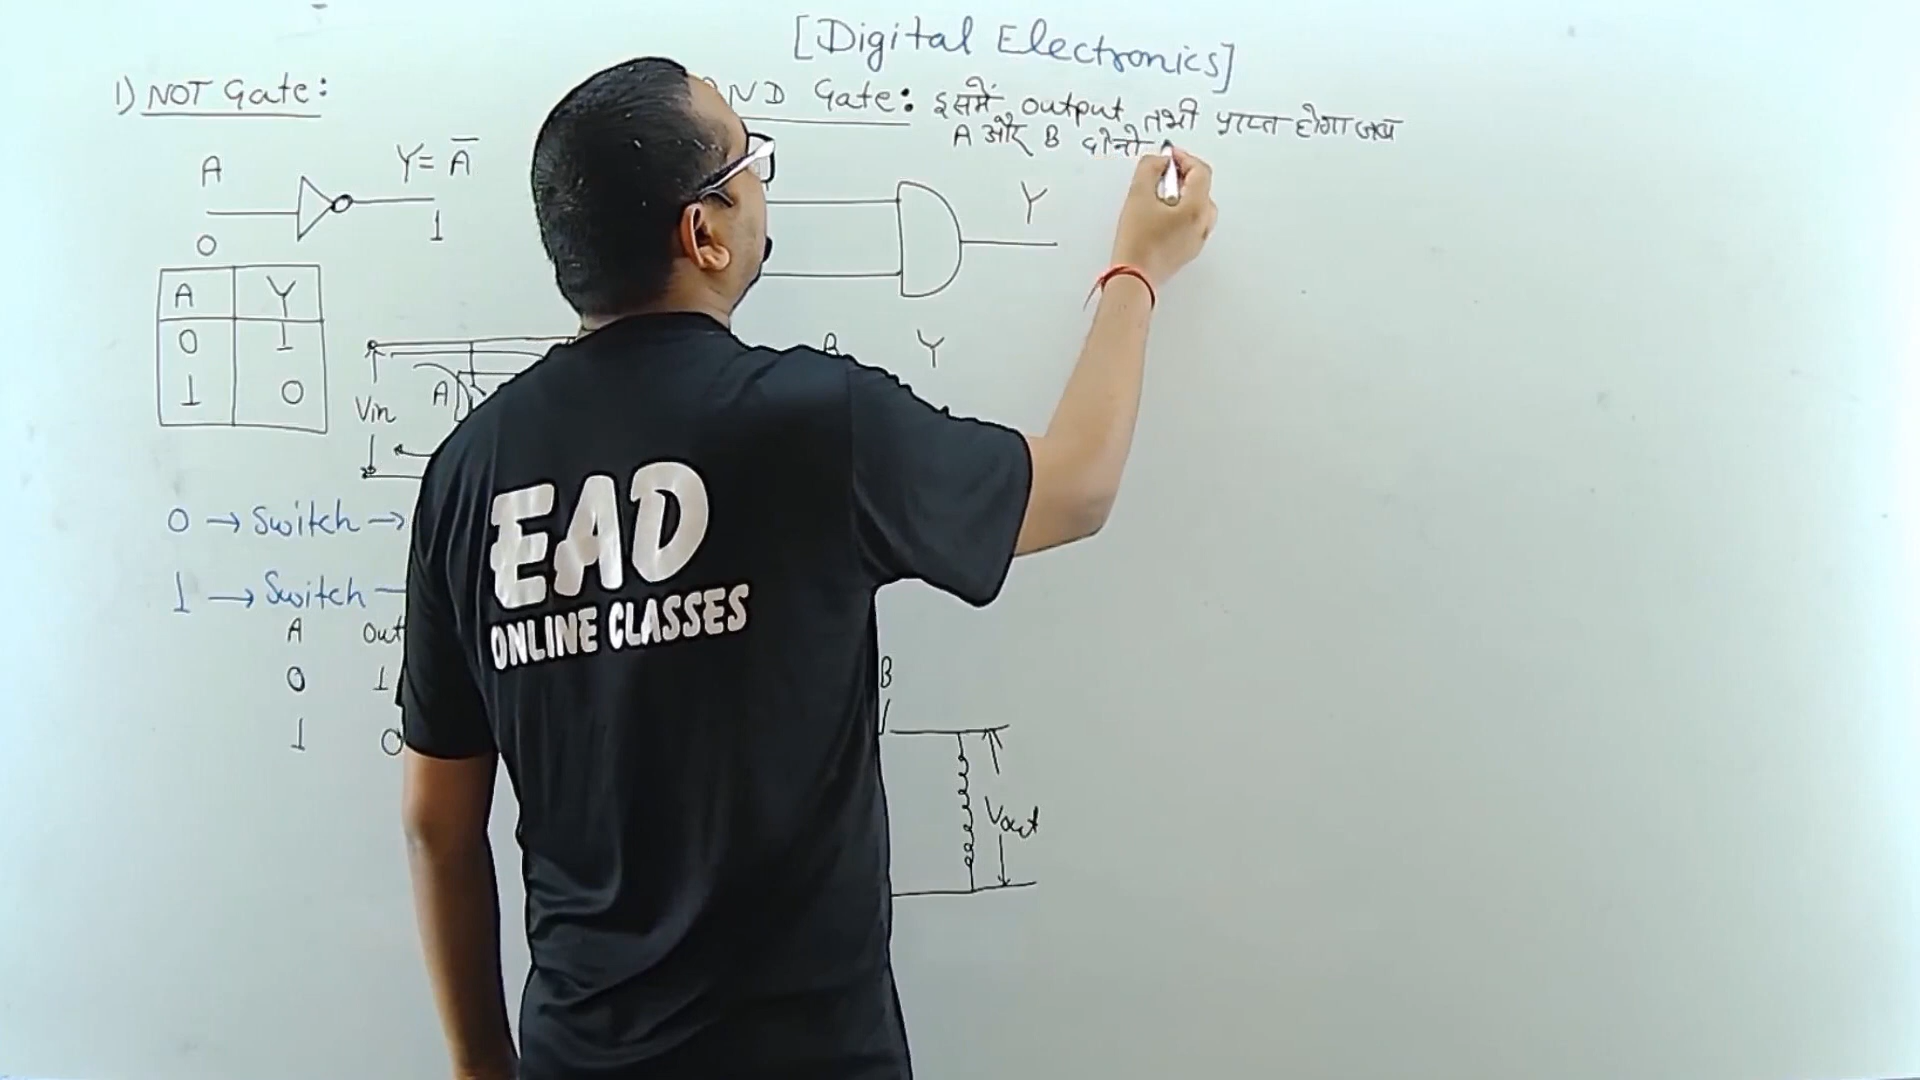 [Digital Electronics]
1) NOT Gate:
A
Y = A̅
0
1
A Y
0 1
1 0
Vin
A
0 → Switch →
1 → Switch —
A Out
0 1
1 0
ND Gate: इसमें output तभी प्राप्त होगा जब
A और B दोनो
Y
B Y
B
Vout
EAD
ONLINE CLASSES